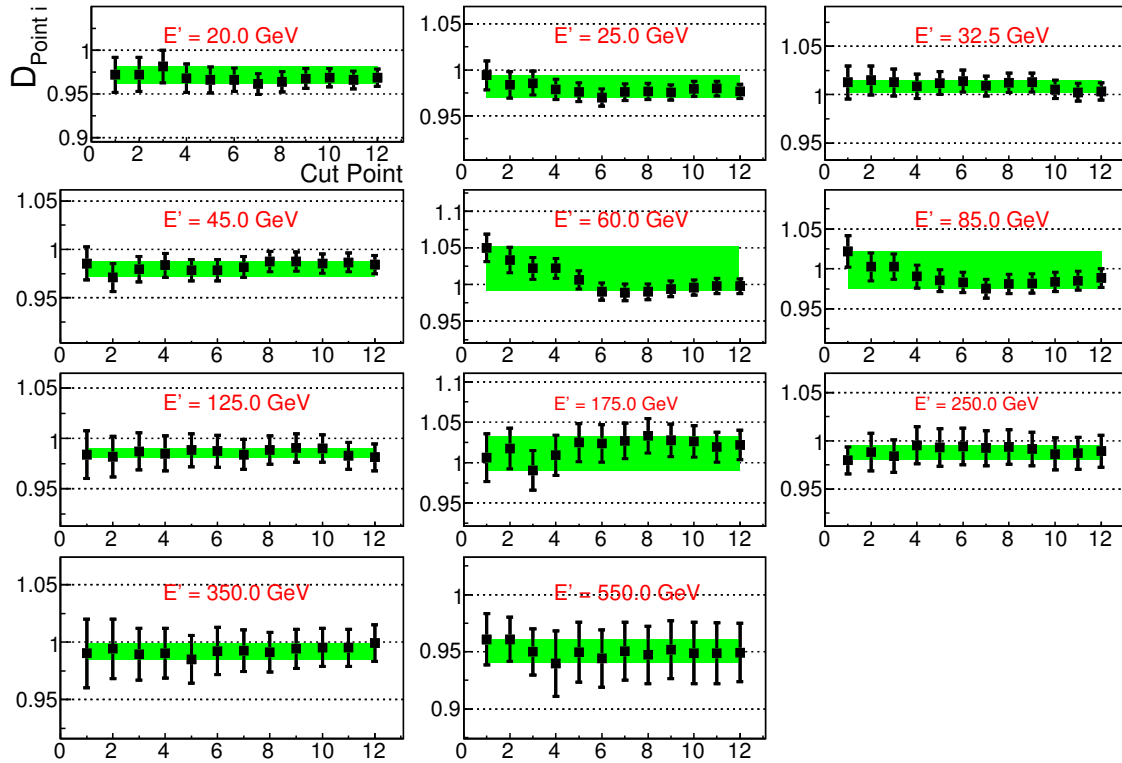 D_Point i
1
0.95
0.9
E' = 20.0 GeV
0 2 4 6 8 10 12
Cut Point
1.05
1
0.95
E' = 25.0 GeV
0 2 4 6 8 10 12
1.05
1
0.95
E' = 32.5 GeV
0 2 4 6 8 10 12
1.05
1
0.95
E' = 45.0 GeV
0 2 4 6 8 10 12
1.1
1.05
1
0.95
E' = 60.0 GeV
0 2 4 6 8 10 12
1.05
1
0.95
E' = 85.0 GeV
0 2 4 6 8 10 12
1.05
1
0.95
E' = 125.0 GeV
0 2 4 6 8 10 12
1.1
1.05
1
0.95
E' = 175.0 GeV
0 2 4 6 8 10 12
1.05
1
0.95
E' = 250.0 GeV
0 2 4 6 8 10 12
1.05
1
0.95
E' = 350.0 GeV
0 2 4 6 8 10 12
1
0.95
0.9
E' = 550.0 GeV
0 2 4 6 8 10 12